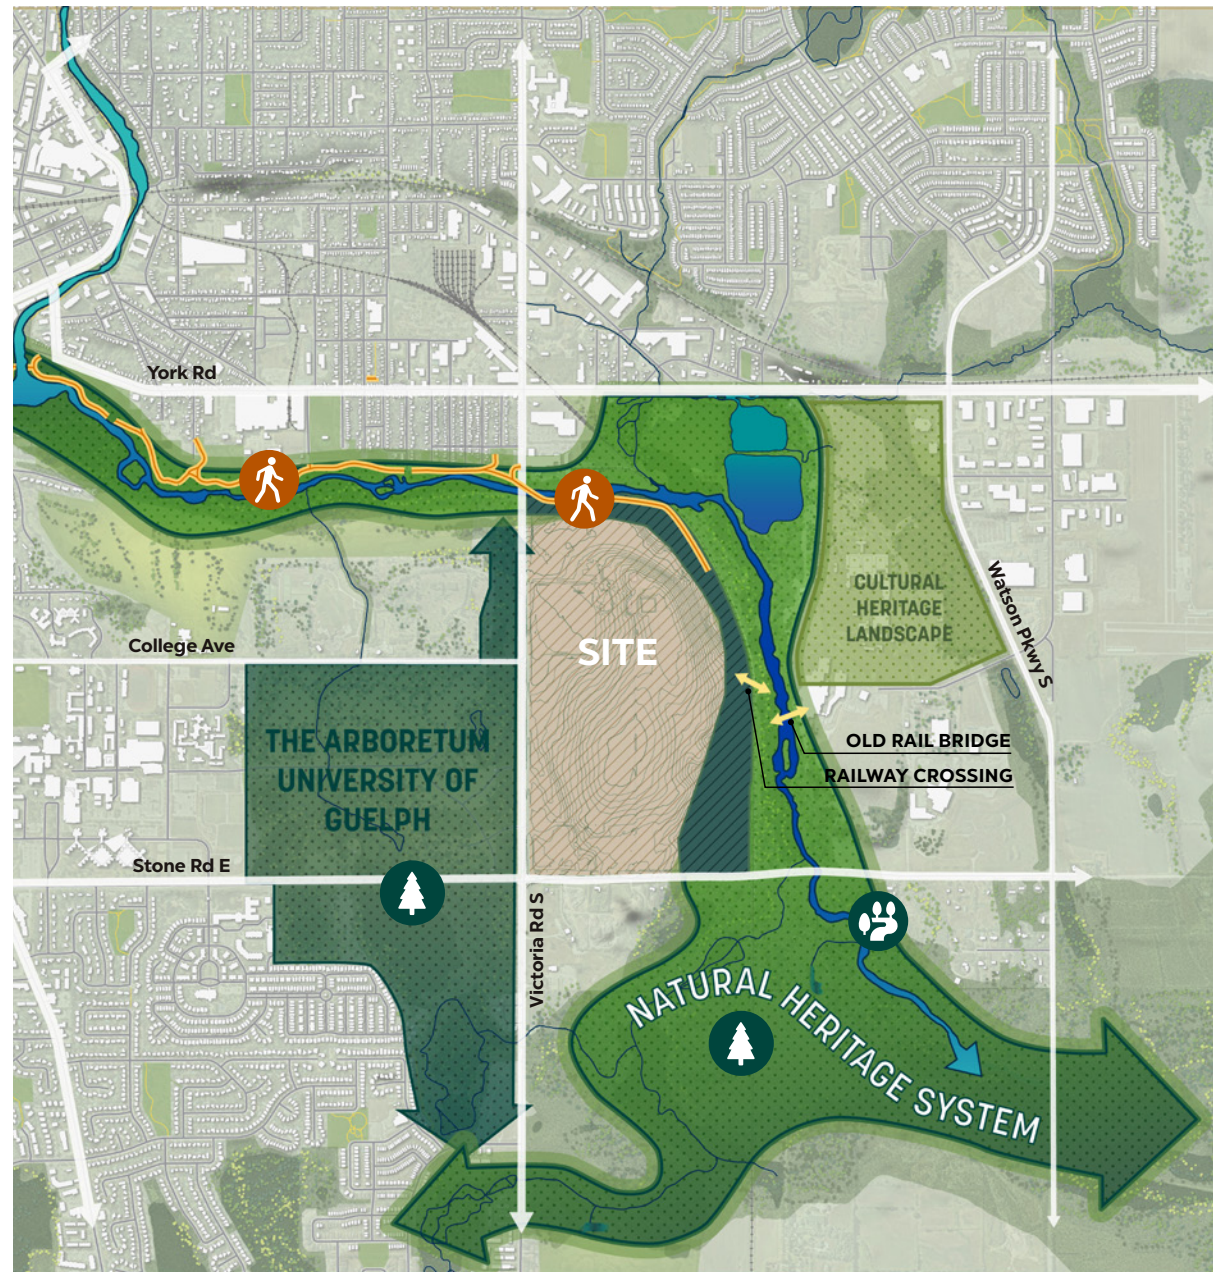 York Rd
CULTURAL
HERITAGE
LANDSCAPE
Watson Pkwy S
College Ave
SITE
THE ARBORETUM
UNIVERSITY OF
GUELPH
OLD RAIL BRIDGE
RAILWAY CROSSING
Stone Rd E
Victoria Rd S
NATURAL HERITAGE SYSTEM